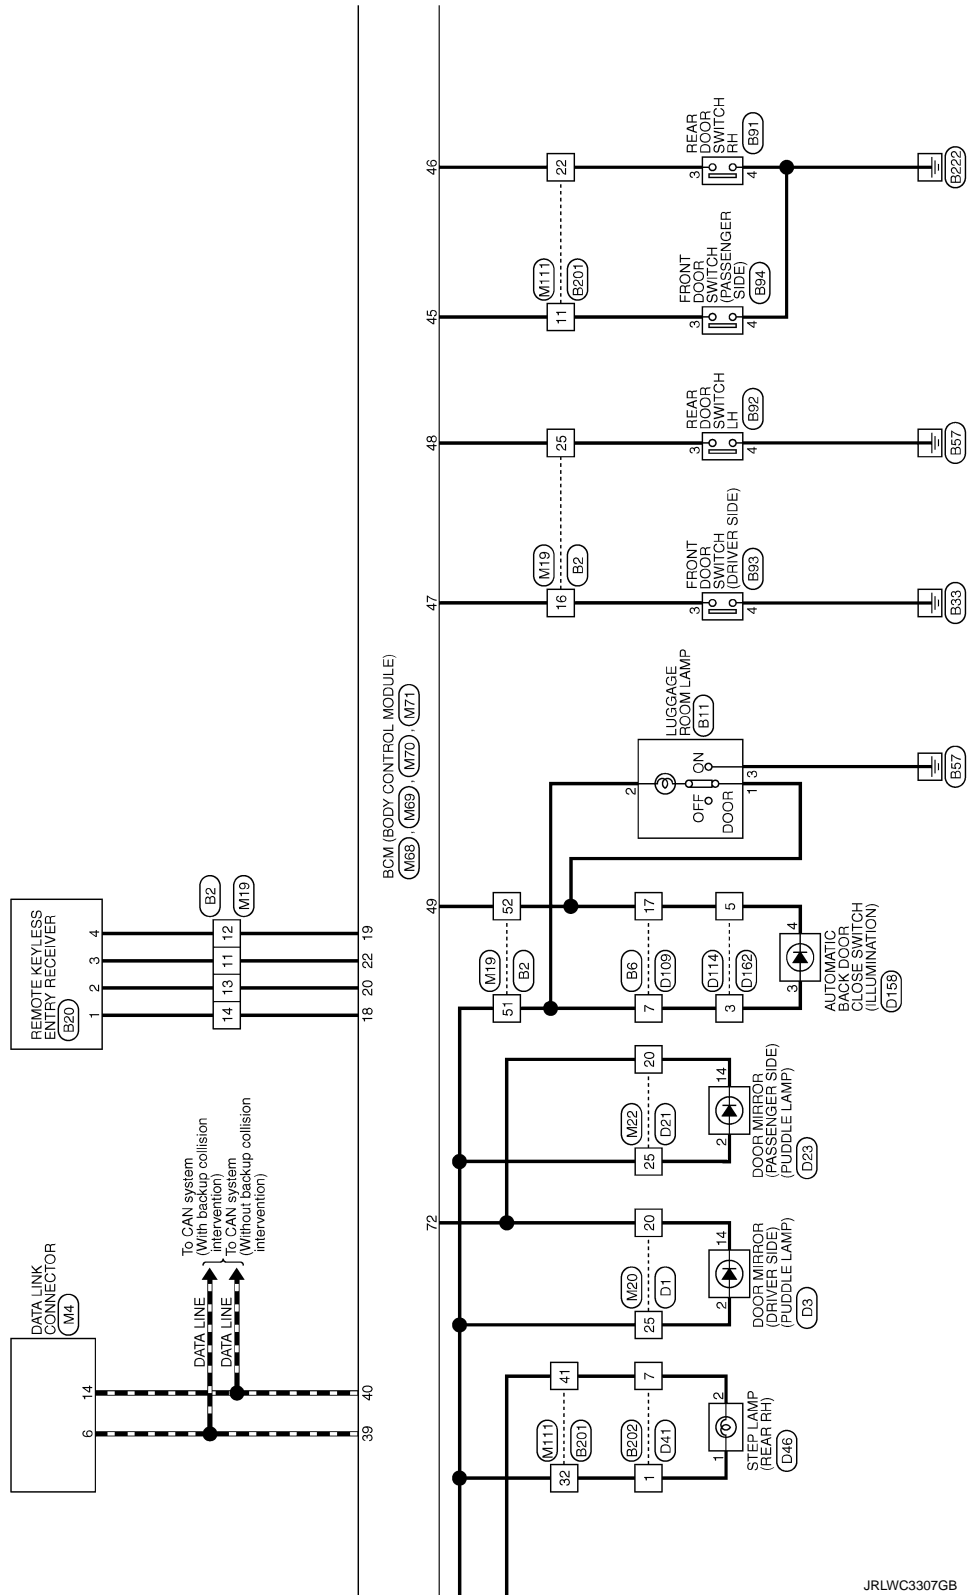 DATA LINK
CONNECTOR
M4
6
14
DATA LINE
DATA LINE
To CAN system
(With backup collision
intervention)
To CAN system
(Without backup collision
intervention)
39
40
REMOTE KEYLESS
ENTRY RECEIVER
B20
1
2
3
4
14
13
11
12
B2
M19
18
20
22
19
BCM (BODY CONTROL MODULE)
M68 , M69 , M70 , M71
72
49
47
48
45
46
32
M111
B201
41
1
B202
D41
7
1
2
STEP LAMP
(REAR RH)
D46
25
M20
D1
20
2
14
DOOR MIRROR
(DRIVER SIDE)
(PUDDLE LAMP)
D3
25
M22
D21
20
2
14
DOOR MIRROR
(PASSENGER SIDE)
(PUDDLE LAMP)
D23
51
M19
B2
52
7
B6
D109
17
3
D114
D162
5
3
4
AUTOMATIC
BACK DOOR
CLOSE SWITCH
(ILLUMINATION)
D158
LUGGAGE
ROOM LAMP
B11
2
OFF
ON
DOOR
1
3
B57
16
M19
B2
25
3
4
FRONT
DOOR
SWITCH
(DRIVER SIDE)
B93
B33
3
4
REAR
DOOR
SWITCH
LH
B92
B57
11
M111
B201
22
3
4
FRONT
DOOR
SWITCH
(PASSENGER
SIDE)
B94
3
4
REAR
DOOR
SWITCH
RH
B91
B222
JRLWC3307GB